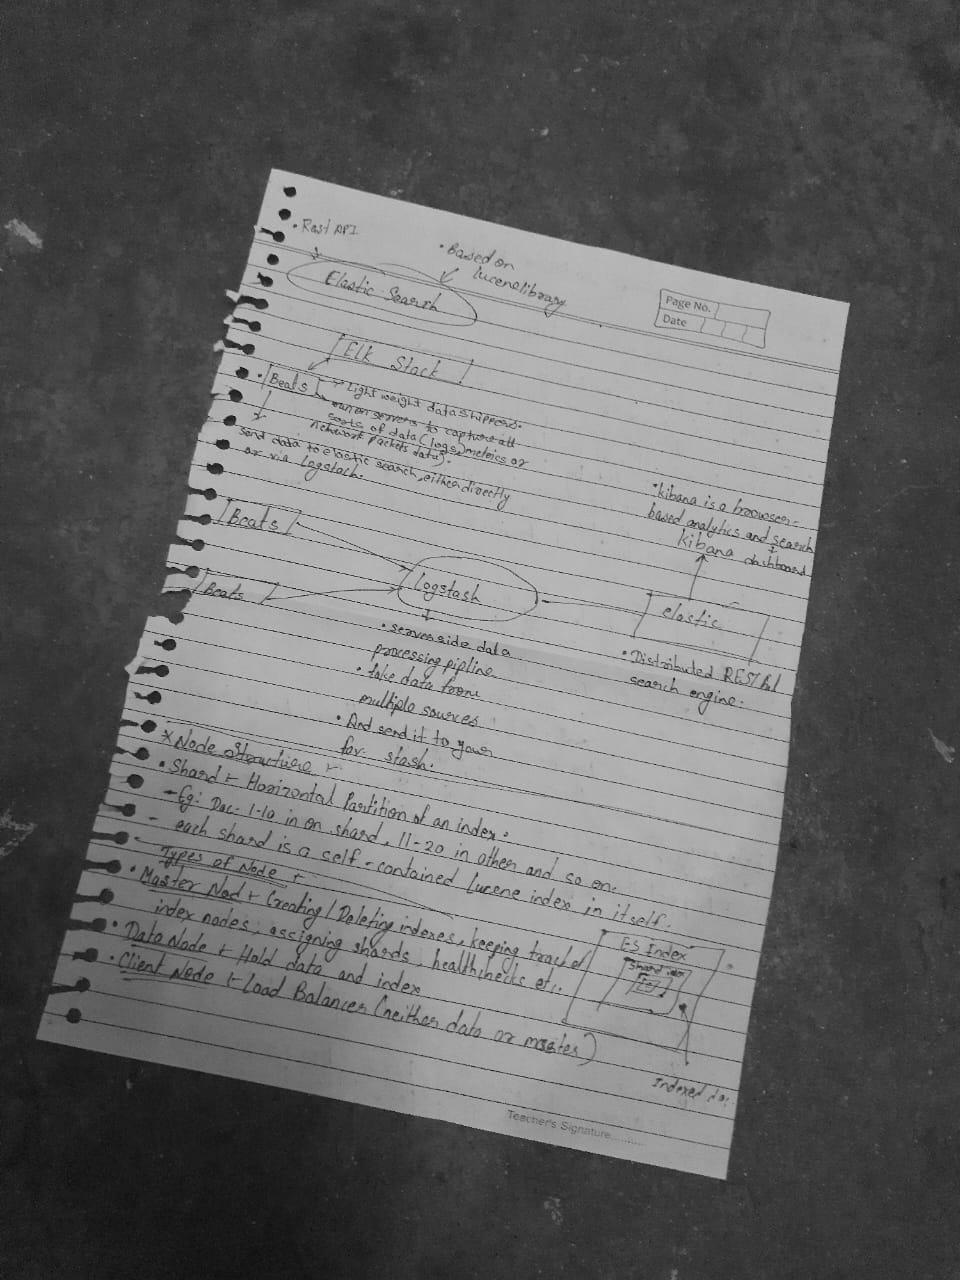 • Rest API
• Based on
lucene library
Elastic Search
Page No.
Date
Elk Stack
• Beats
Light weight data shippers.
run on servers to capture all
sorts of data (logs, metrics or
network packets data).
send data to elastic search, either directly
or via Logstach.
• kibana is a browser-
based analytics and search
dashboard
kibana
Beats
Logstash
elastic
Beats
• Distributed RESTful
search engine.
• server side data
processing pipline
• take data from
multiple sources
• And send it to your
for stash.
* Node Structure
• Shard Horizontal Partition of an index.
- Eg: Doc- 1-10 in on shard, 11-20 in other and so on.
- each shard is a self-contained Lucene index in itself.
- Types of Node
• Master Nod Creating / Deleting indexes, keeping track of
index nodes, assigning shards, healthchecks etc.
• Data Node Hold data and index
• Client Node Load Balancer (neither data or master)
ES Index
Shard
Indexed
Teacher's Signature